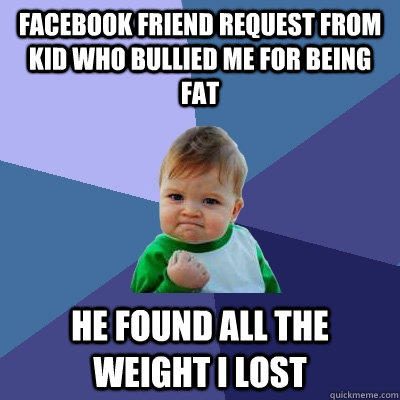 FACEBOOK FRIEND REQUEST FROM
KID WHO BULLIED ME FOR BEING
FAT
HE FOUND ALL THE
WEIGHT I LOST
quickmeme.com